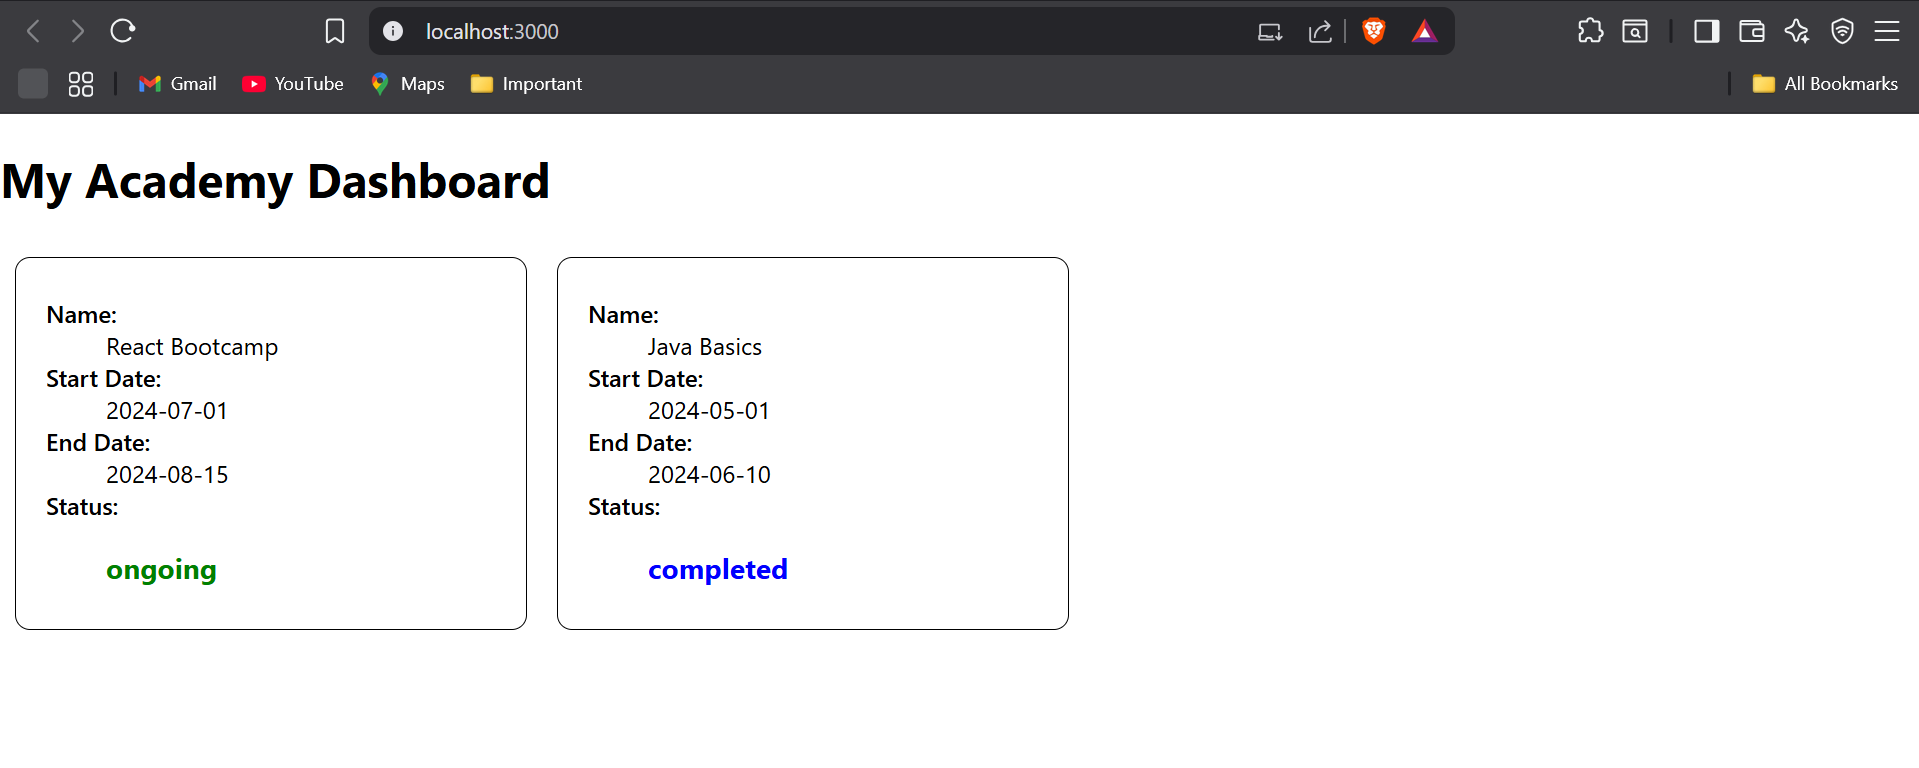 localhost:3000
Gmail YouTube Maps Important All Bookmarks
My Academy Dashboard
Name:
React Bootcamp
Start Date:
2024-07-01
End Date:
2024-08-15
Status:
ongoing
Name:
Java Basics
Start Date:
2024-05-01
End Date:
2024-06-10
Status:
completed